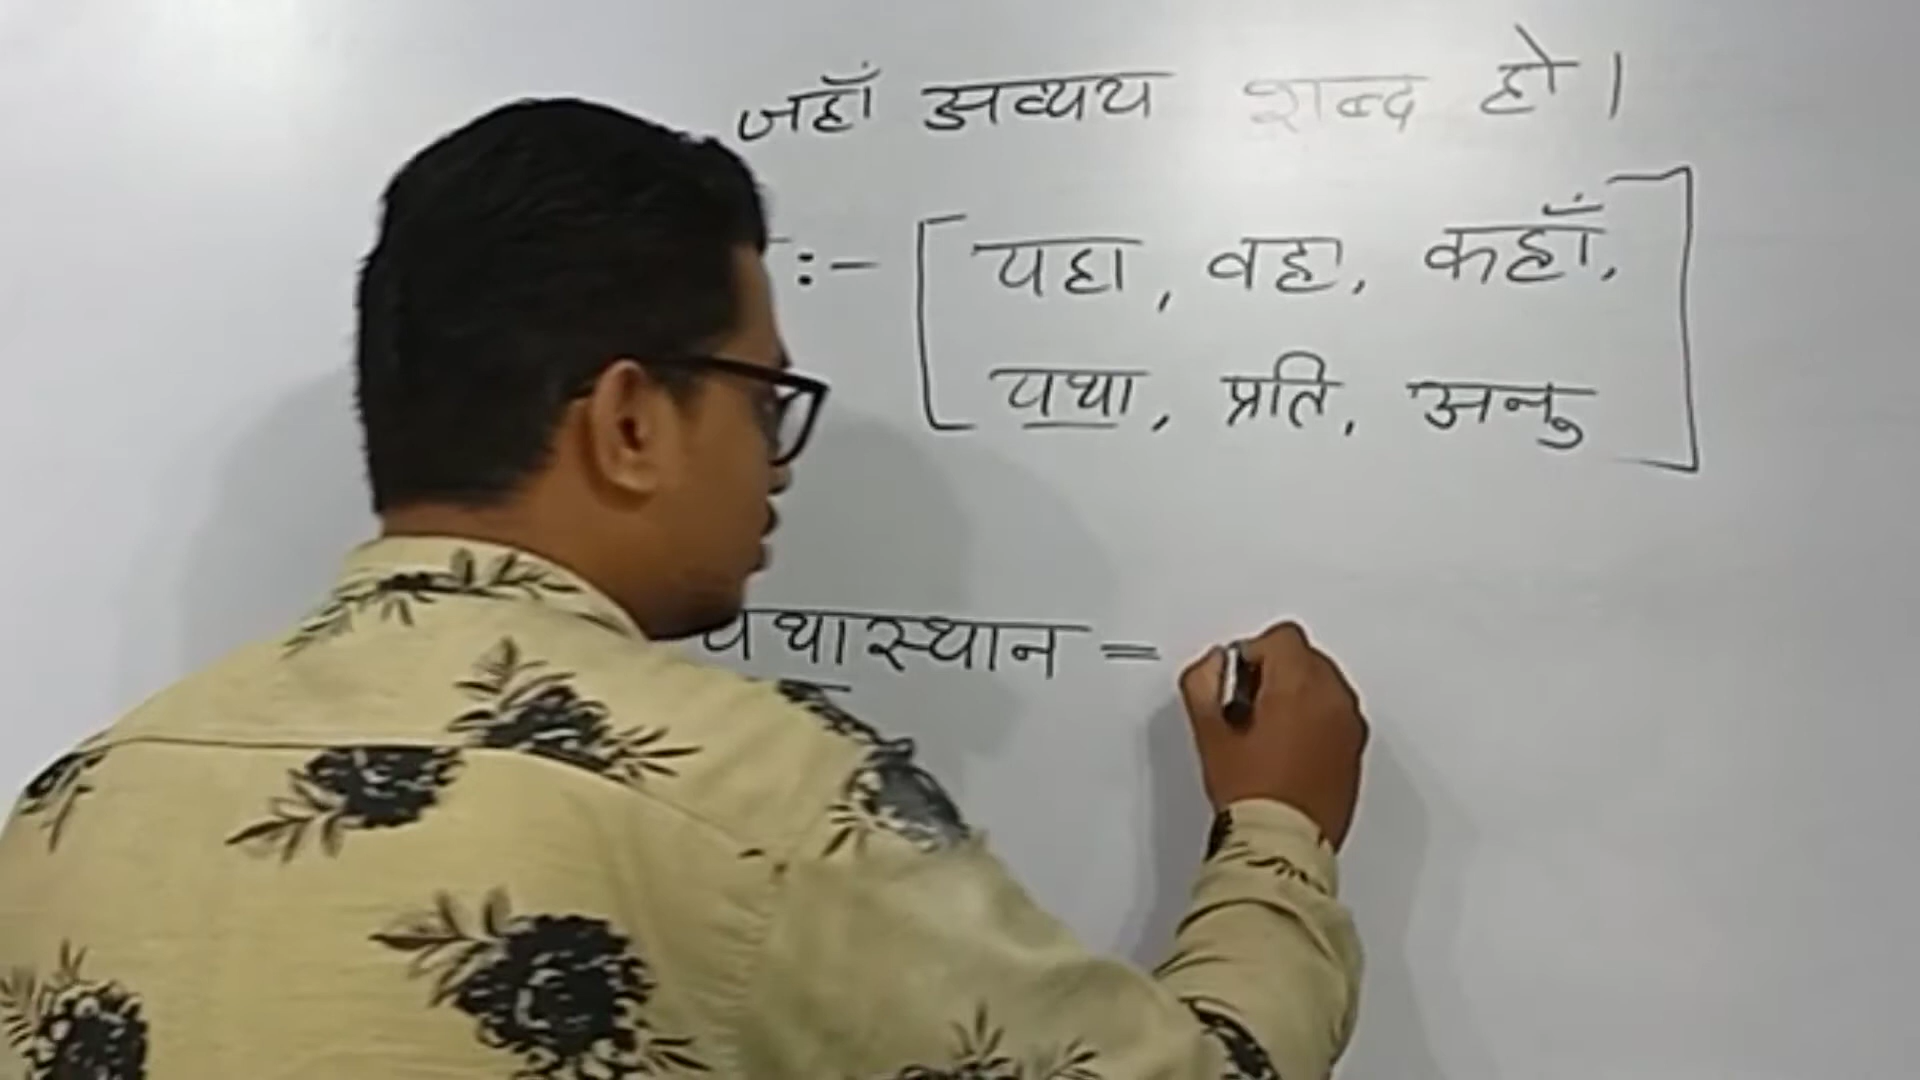 जहाँ अव्यय शब्द हो।
:- [ यहा, वहा, कहाँ,
यथा, प्रति, अनु ]
यथास्थान =